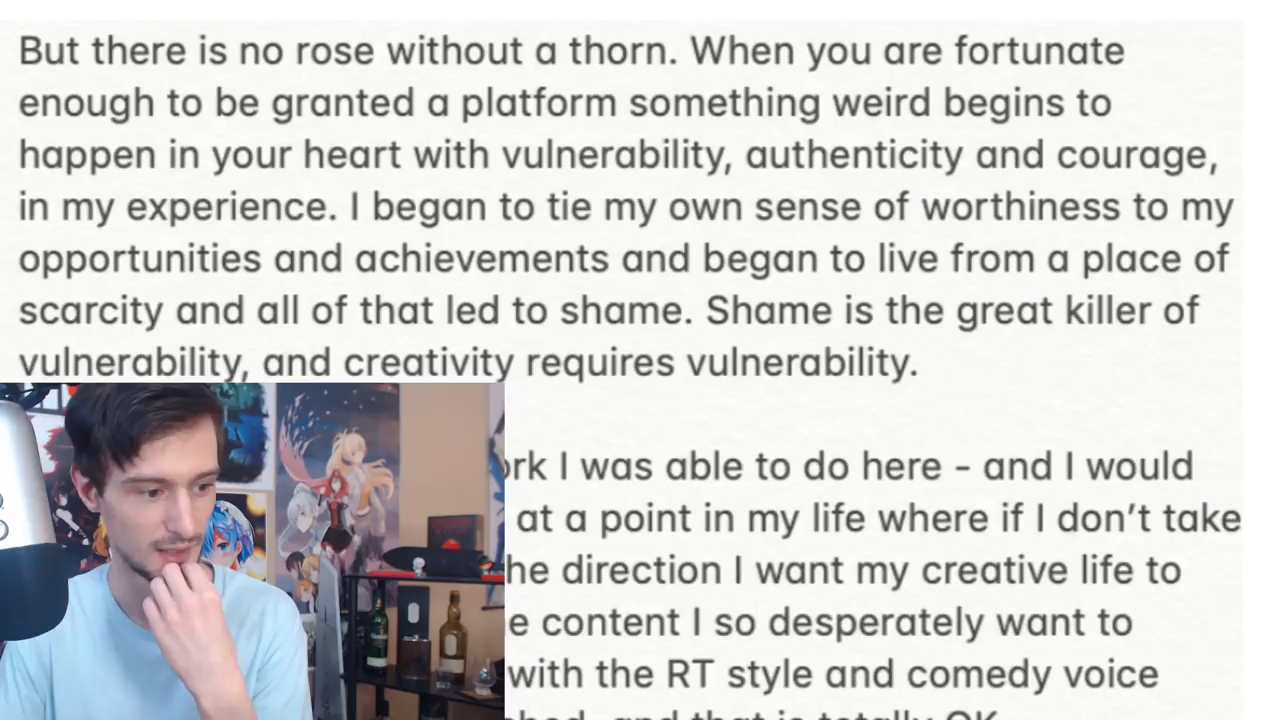 But there is no rose without a thorn. When you are fortunate
enough to be granted a platform something weird begins to
happen in your heart with vulnerability, authenticity and courage,
in my experience. I began to tie my own sense of worthiness to my
opportunities and achievements and began to live from a place of
scarcity and all of that led to shame. Shame is the great killer of
vulnerability, and creativity requires vulnerability.
I was able to do here - and I would
at a point in my life where if I don't take
direction I want my creative life to
content I so desperately want to
with the RT style and comedy voice
and that is totally OK